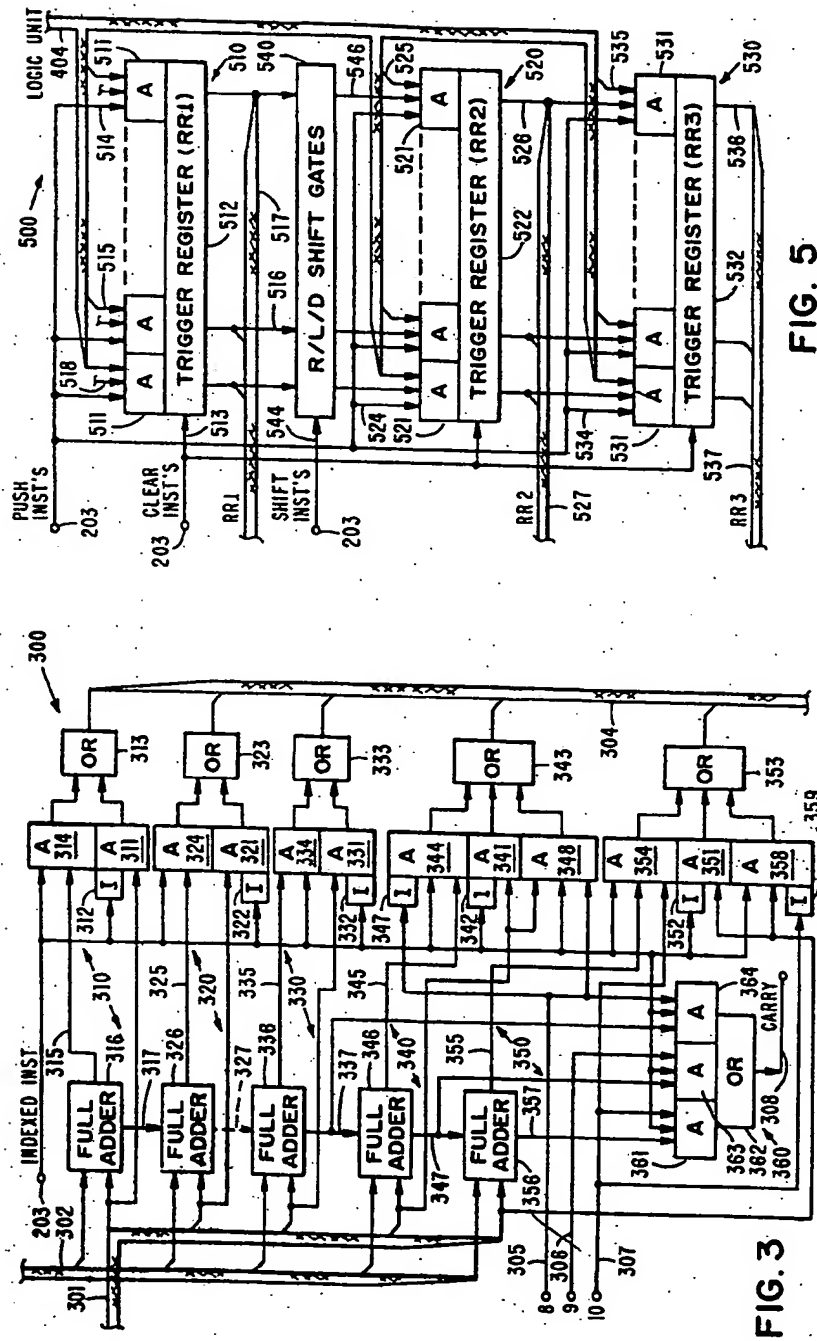 300
INDEXED INST
203
302
301
FULL ADDER
315
316
310
317
A
314
A
311
I
312
OR
313
FULL ADDER
325
326
320
327
A
324
A
321
I
322
OR
323
FULL ADDER
335
336
330
337
A
334
A
331
I
332
OR
333
304
FULL ADDER
345
346
340
347
I
347
A
344
A
341
A
348
I
342
OR
343
FULL ADDER
355
356
350
357
A
354
A
351
A
358
I
352
I
359
OR
353
8
305
9
306
10
307
A
A
A
361
363
364
OR
362
360
308
CARRY
FIG. 3
500
LOGIC UNIT
404
PUSH INST'S
203
518
515
514
A
A
A
511
511
510
TRIGGER REGISTER (RR1)
512
CLEAR INST'S
203
513
RR1
516
517
SHIFT INST'S
203
544
R/L/D SHIFT GATES
540
546
524
525
A
A
A
521
521
520
TRIGGER REGISTER (RR2)
522
RR2
526
527
534
535
A
A
A
531
531
530
TRIGGER REGISTER (RR3)
532
RR3
536
537
FIG. 5